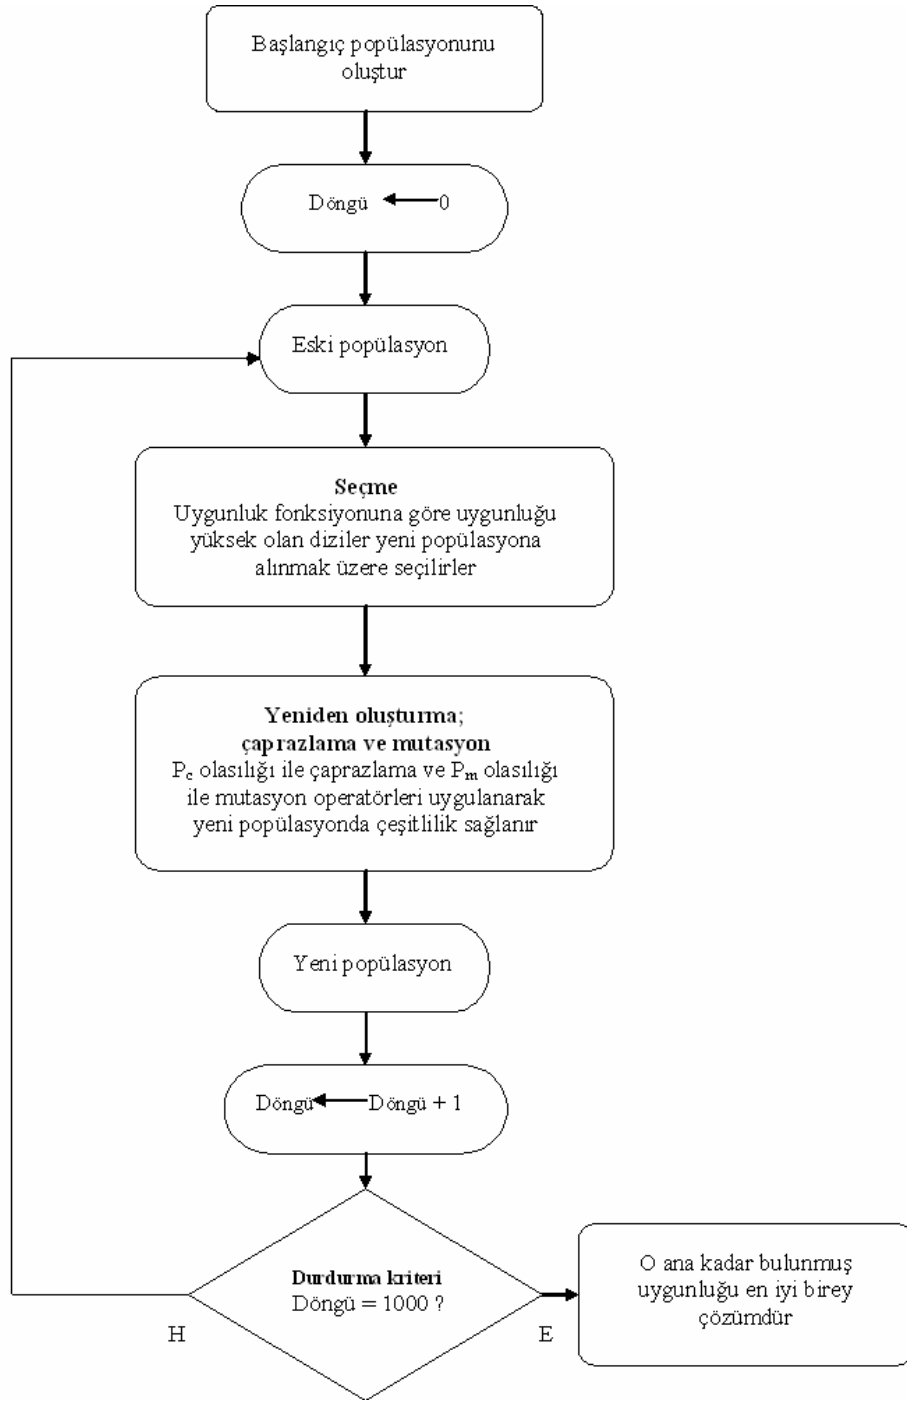 Başlangıç popülasyonunu
oluştur
Döngü 0
Eski popülasyon
Seçme
Uygunluk fonksiyonuna göre uygunluğu
yüksek olan diziler yeni popülasyona
alınmak üzere seçilirler
Yeniden oluşturma;
çaprazlama ve mutasyon
Pc olasılığı ile çaprazlama ve Pm olasılığı
ile mutasyon operatörleri uygulanarak
yeni popülasyonda çeşitlilik sağlanır
Yeni popülasyon
Döngü Döngü + 1
Durdurma kriteri
Döngü = 1000 ?
H
E
O ana kadar bulunmuş
uygunluğu en iyi birey
çözümdür